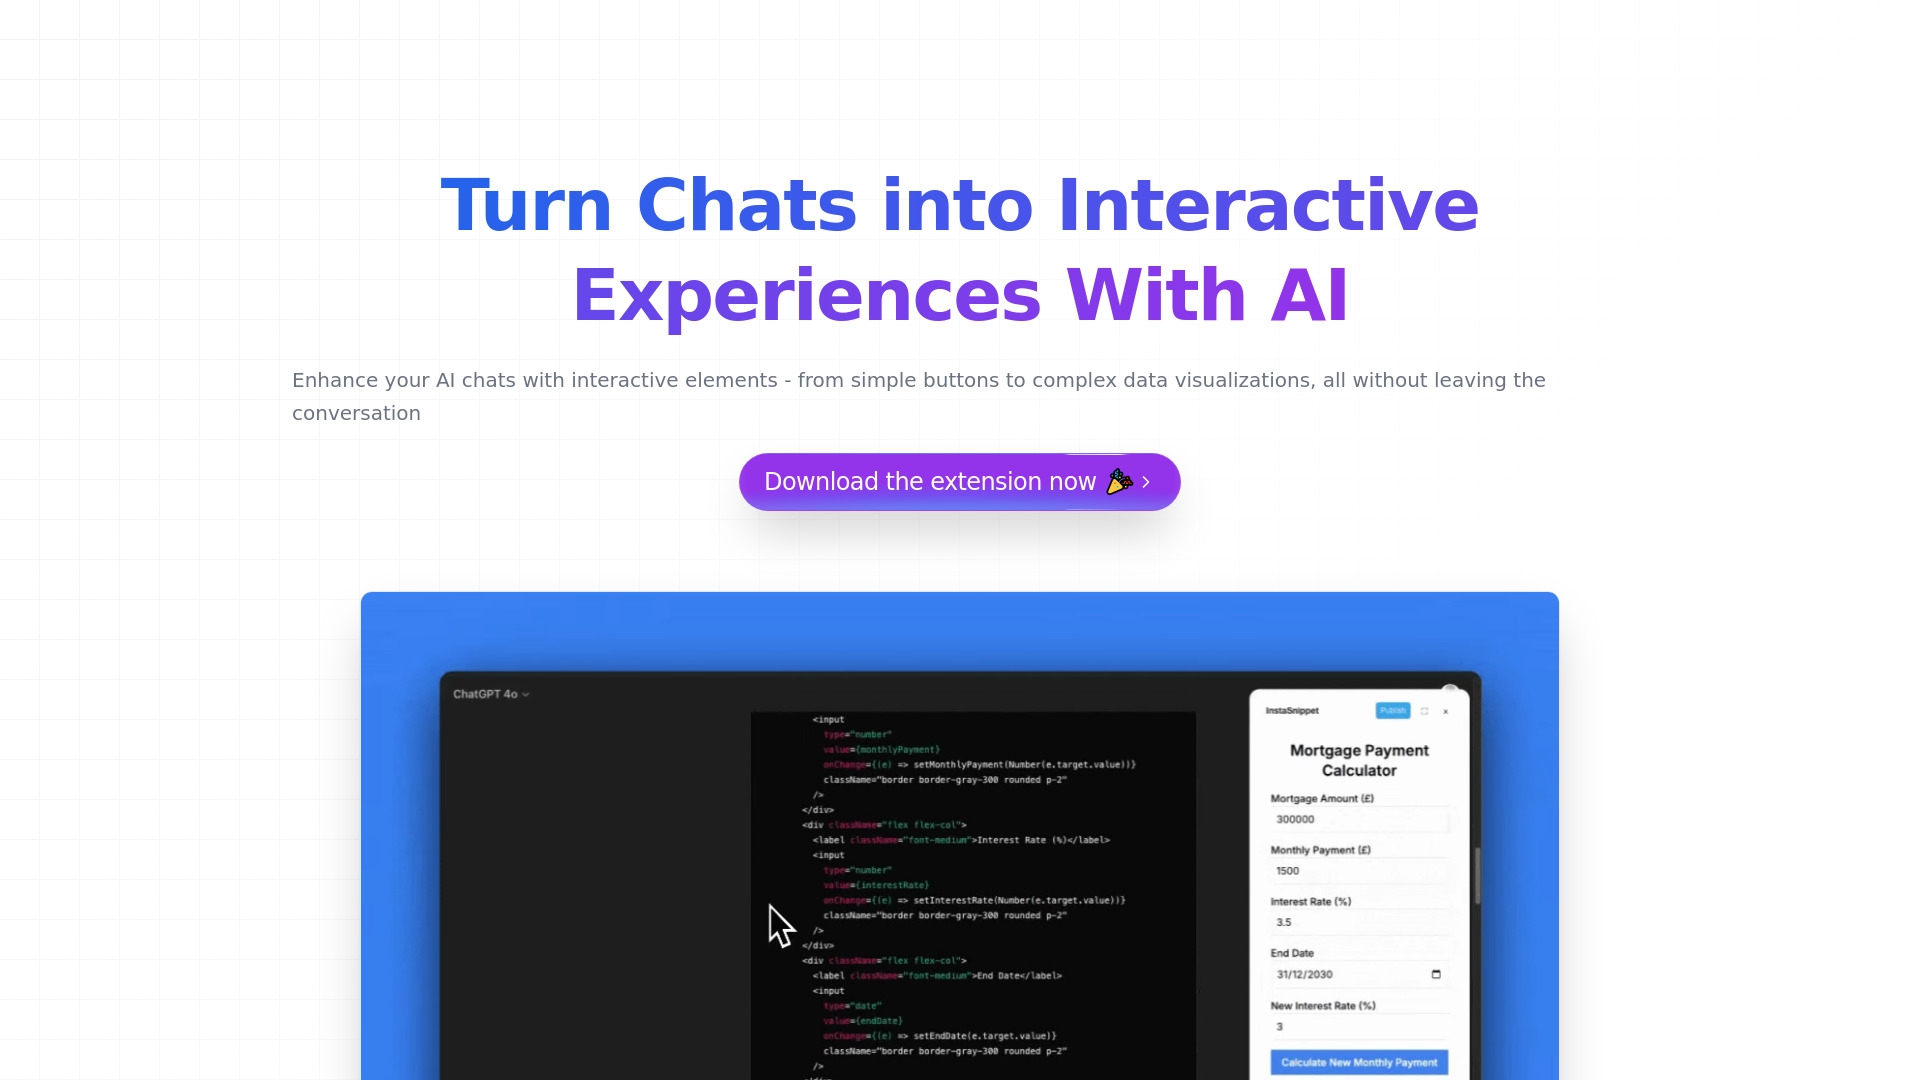 Turn Chats into Interactive
Experiences With AI
Enhance your AI chats with interactive elements - from simple buttons to complex data visualizations, all without leaving the
conversation
Download the extension now 🎉 ›
ChatGPT 4o
<input
type="number"
value={monthlyPayment}
onChange={(e) => setMonthlyPayment(Number(e.target.value))}
className="border border-gray-300 rounded p-2"
/>
</div>
<div className="flex flex-col">
<label className="font-medium">Interest Rate (%)</label>
<input
type="number"
value={interestRate}
onChange={(e) => setInterestRate(Number(e.target.value))}
className="border border-gray-300 rounded p-2"
/>
</div>
<div className="flex flex-col">
<label className="font-medium">End Date</label>
<input
type="date"
value={endDate}
onChange={(e) => setEndDate(e.target.value)}
className="border border-gray-300 rounded p-2"
/>
InstaSnippet
Publish
x
Mortgage Payment
Calculator
Mortgage Amount (£)
300000
Monthly Payment (£)
1500
Interest Rate (%)
3.5
End Date
31/12/2030
New Interest Rate (%)
3
Calculate New Monthly Payment